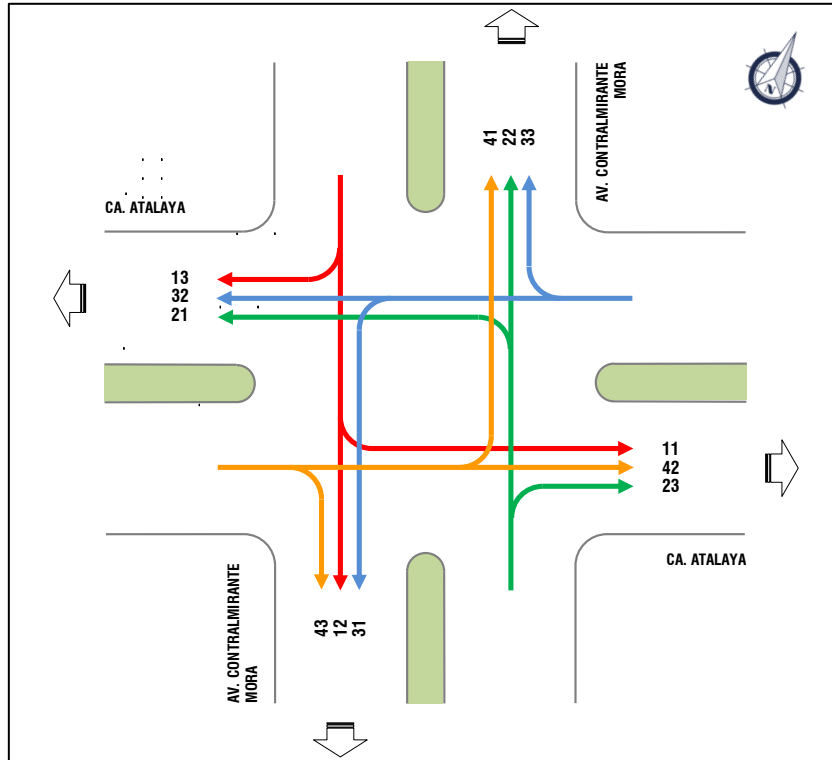 41
22
33
AV. CONTRALMIRANTE
MORA
CA. ATALAYA
13
32
21
11
42
23
CA. ATALAYA
AV. CONTRALMIRANTE
MORA
43
12
31
N